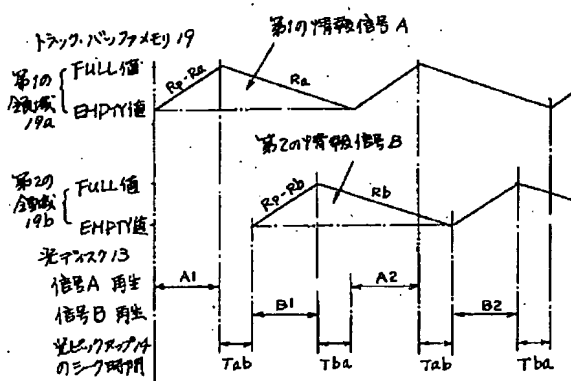 トラック・バッファメモリ 19
第1の情報信号 A
第1の領域 19a
FULL値
EMPTY値
Rp-Ra
Ra
第2の情報信号 B
第2の領域 19b
FULL値
EMPTY値
Rp-Rb
Rb
光ディスク 13
信号A 再生
A1
A2
信号B 再生
B1
B2
光ピックアップ14のシーク時間
Tab
Tba
Tab
Tba